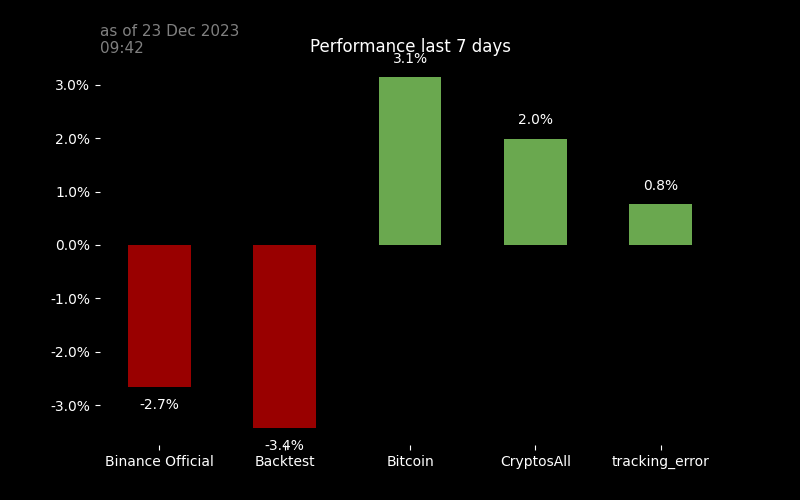 as of 23 Dec 2023
09:42
Performance last 7 days
3.1%
3.0%
2.0%
2.0%
1.0%
0.8%
0.0%
-1.0%
-2.0%
-3.0%
-2.7%
-3.4%
Binance Official
Backtest
Bitcoin
CryptosAll
tracking_error